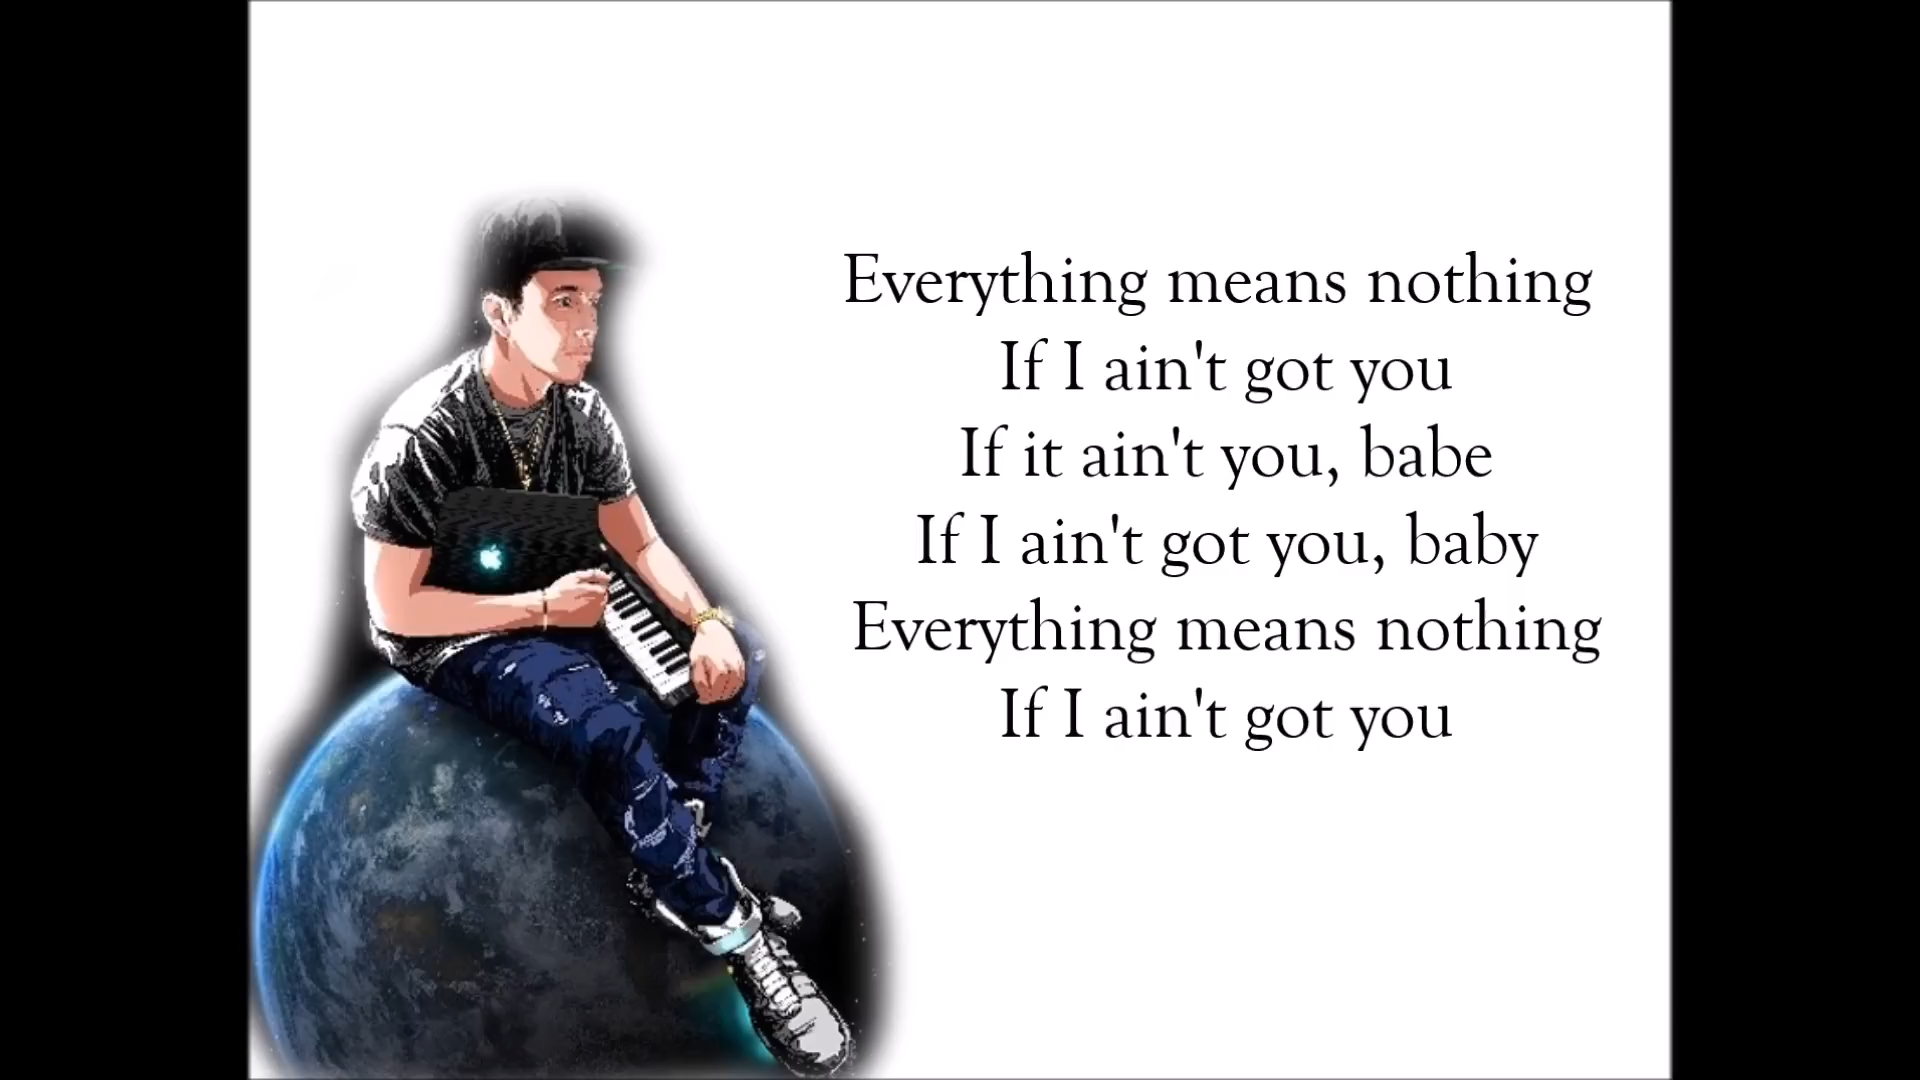 Everything means nothing
If I ain't got you
If it ain't you, babe
If I ain't got you, baby
Everything means nothing
If I ain't got you